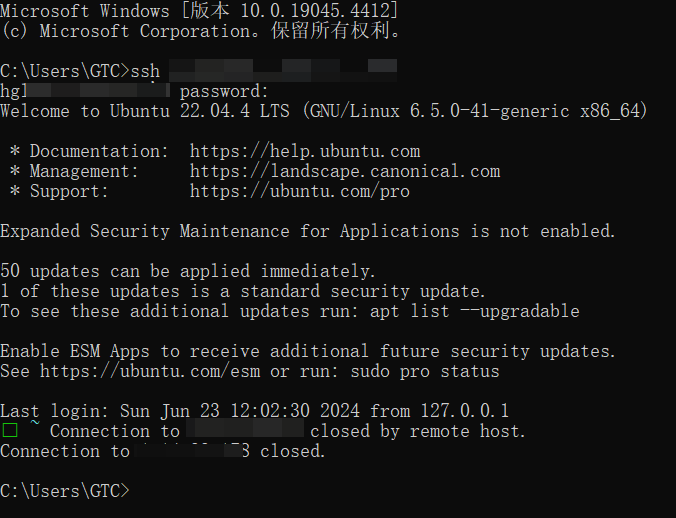 Microsoft Windows [版本 10.0.19045.4412]
(c) Microsoft Corporation。保留所有权利。
C:\Users\GTC>ssh
hgl password:
Welcome to Ubuntu 22.04.4 LTS (GNU/Linux 6.5.0-41-generic x86_64)
* Documentation:  https://help.ubuntu.com
* Management:     https://landscape.canonical.com
* Support:        https://ubuntu.com/pro
Expanded Security Maintenance for Applications is not enabled.
50 updates can be applied immediately.
1 of these updates is a standard security update.
To see these additional updates run: apt list --upgradable
Enable ESM Apps to receive additional future security updates.
See https://ubuntu.com/esm or run: sudo pro status
Last login: Sun Jun 23 12:02:30 2024 from 127.0.0.1
□ ~ Connection to closed by remote host.
Connection to closed.
C:\Users\GTC>